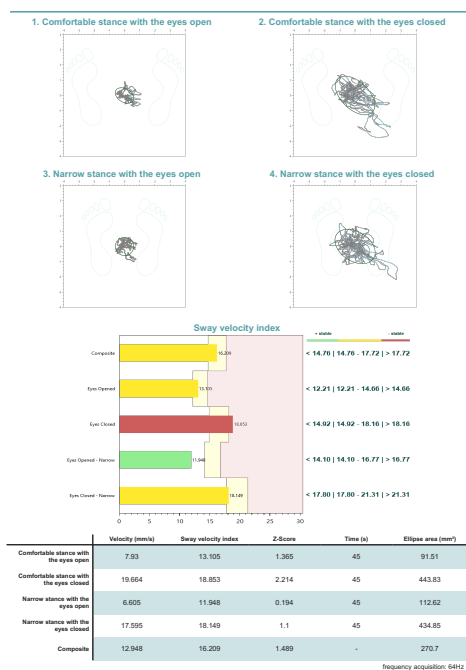 1. Comfortable stance with the eyes open
2. Comfortable stance with the eyes closed
3. Narrow stance with the eyes open
4. Narrow stance with the eyes closed
Sway velocity index
+ stable
- stable
Composite
16.209
< 14.76 | 14.76 - 17.72 | > 17.72
Eyes Opened
13.105
< 12.21 | 12.21 - 14.66 | > 14.66
Eyes Closed
18.853
< 14.92 | 14.92 - 18.16 | > 18.16
Eyes Opened - Narrow
11.948
< 14.10 | 14.10 - 16.77 | > 16.77
Eyes Closed - Narrow
18.149
< 17.80 | 17.80 - 21.31 | > 21.31
0 5 10 15 20 25 30
Velocity (mm/s) Sway velocity index Z-Score Time (s) Ellipse area (mm²)
Comfortable stance with
the eyes open
7.93 13.105 1.365 45 91.51
Comfortable stance with
the eyes closed
19.664 18.853 2.214 45 443.83
Narrow stance with the
eyes open
6.605 11.948 0.194 45 112.62
Narrow stance with the
eyes closed
17.595 18.149 1.1 45 434.85
Composite 12.948 16.209 1.489 - 270.7
frequency acquisition: 64Hz